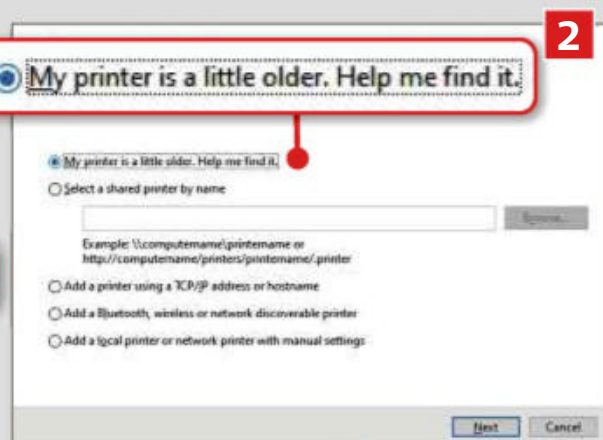 2
My printer is a little older. Help me find it.
My printer is a little older. Help me find it.
Select a shared printer by name
Browse...
Example: \\computername\printername or
http://computername/printers/printername/.printer
Add a printer using a TCP/IP address or hostname
Add a Bluetooth, wireless or network discoverable printer
Add a local printer or network printer with manual settings
Next Cancel